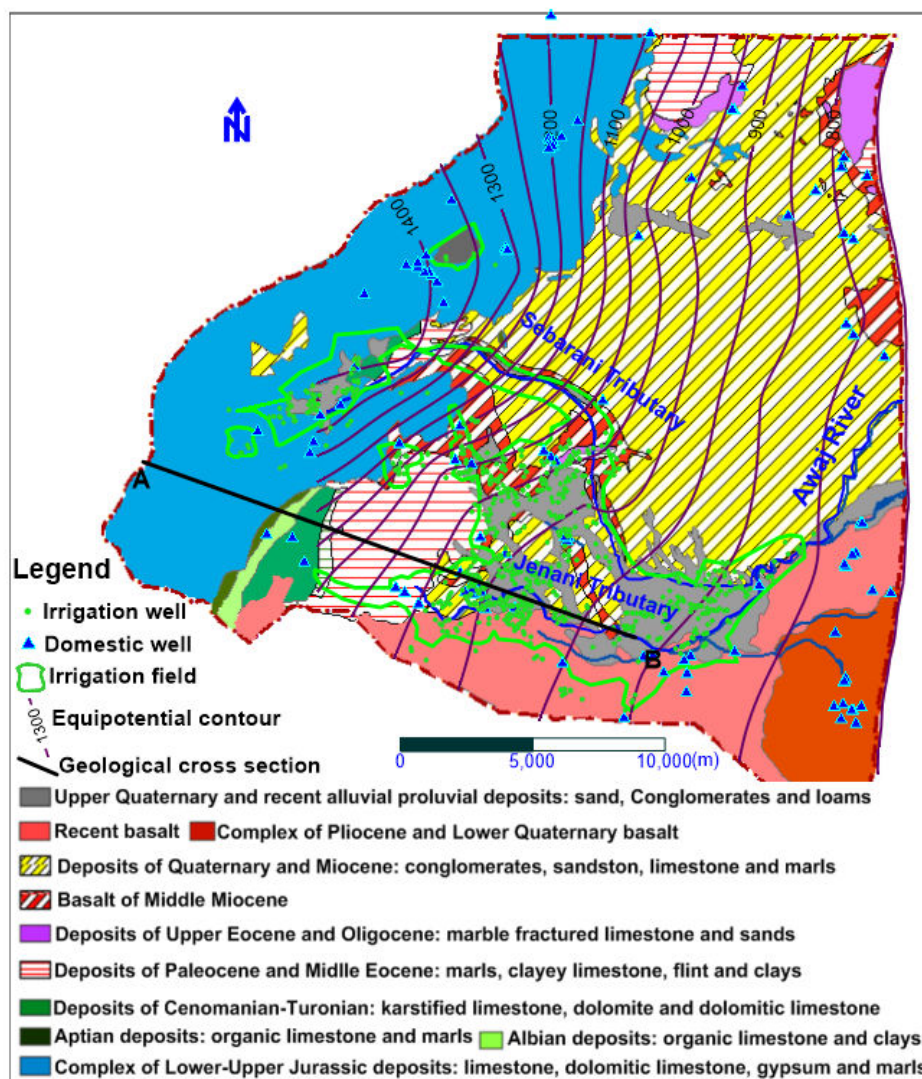 N
1400
1300
1100
1000
900
800
Sebarani Tributary
Awaj River
Jenani Tributary
A
B
Legend
Irrigation well
Domestic well
Irrigation field
1300 Equipotential contour
Geological cross section
0 5,000 10,000(m)
Upper Quaternary and recent alluvial proluvial deposits: sand, Conglomerates and loams
Recent basalt Complex of Pliocene and Lower Quaternary basalt
Deposits of Quaternary and Miocene: conglomerates, sandston, limestone and marls
Basalt of Middle Miocene
Deposits of Upper Eocene and Oligocene: marble fractured limestone and sands
Deposits of Paleocene and Midlle Eocene: marls, clayey limestone, flint and clays
Deposits of Cenomanian-Turonian: karstified limestone, dolomite and dolomitic limestone
Aptian deposits: organic limestone and marls Albian deposits: organic limestone and clays
Complex of Lower-Upper Jurassic deposits: limestone, dolomitic limestone, gypsum and marls